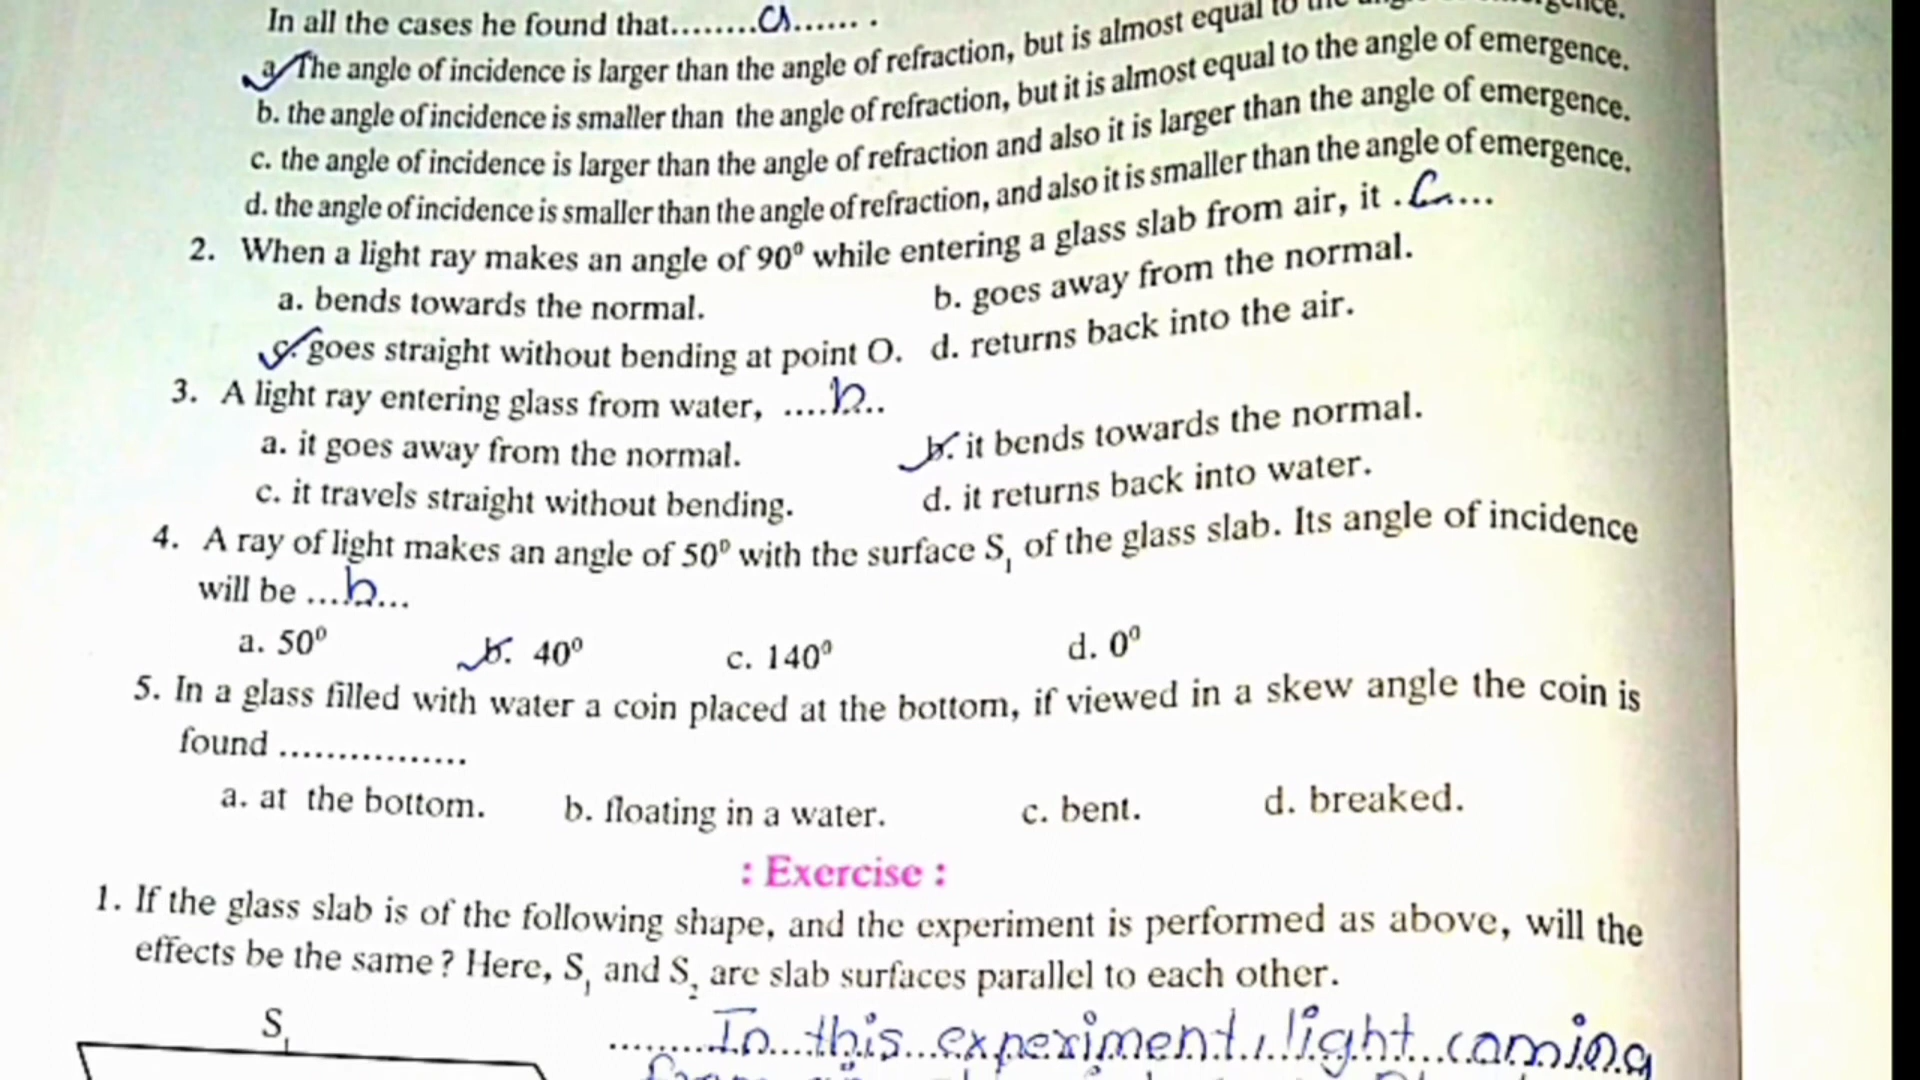 In all the cases he found that........a...... .
a. The angle of incidence is larger than the angle of refraction, but is almost equal to the angle of emergence.
b. the angle of incidence is smaller than the angle of refraction, but it is almost equal to the angle of emergence.
c. the angle of incidence is larger than the angle of refraction and also it is larger than the angle of emergence.
d. the angle of incidence is smaller than the angle of refraction, and also it is smaller than the angle of emergence.
2. When a light ray makes an angle of 90⁰ while entering a glass slab from air, it .C....
a. bends towards the normal. b. goes away from the normal.
c. goes straight without bending at point O. d. returns back into the air.
3. A light ray entering glass from water, ....b..
a. it goes away from the normal. b. it bends towards the normal.
c. it travels straight without bending. d. it returns back into water.
4. A ray of light makes an angle of 50⁰ with the surface S₁ of the glass slab. Its angle of incidence
will be ....b...
a. 50⁰ b. 40⁰ c. 140⁰ d. 0⁰
5. In a glass filled with water a coin placed at the bottom, if viewed in a skew angle the coin is
found ................
a. at the bottom. b. floating in a water. c. bent. d. breaked.
: Exercise :
1. If the glass slab is of the following shape, and the experiment is performed as above, will the
effects be the same? Here, S₁ and S₂ are slab surfaces parallel to each other.
S₁
In this experiment, light coming